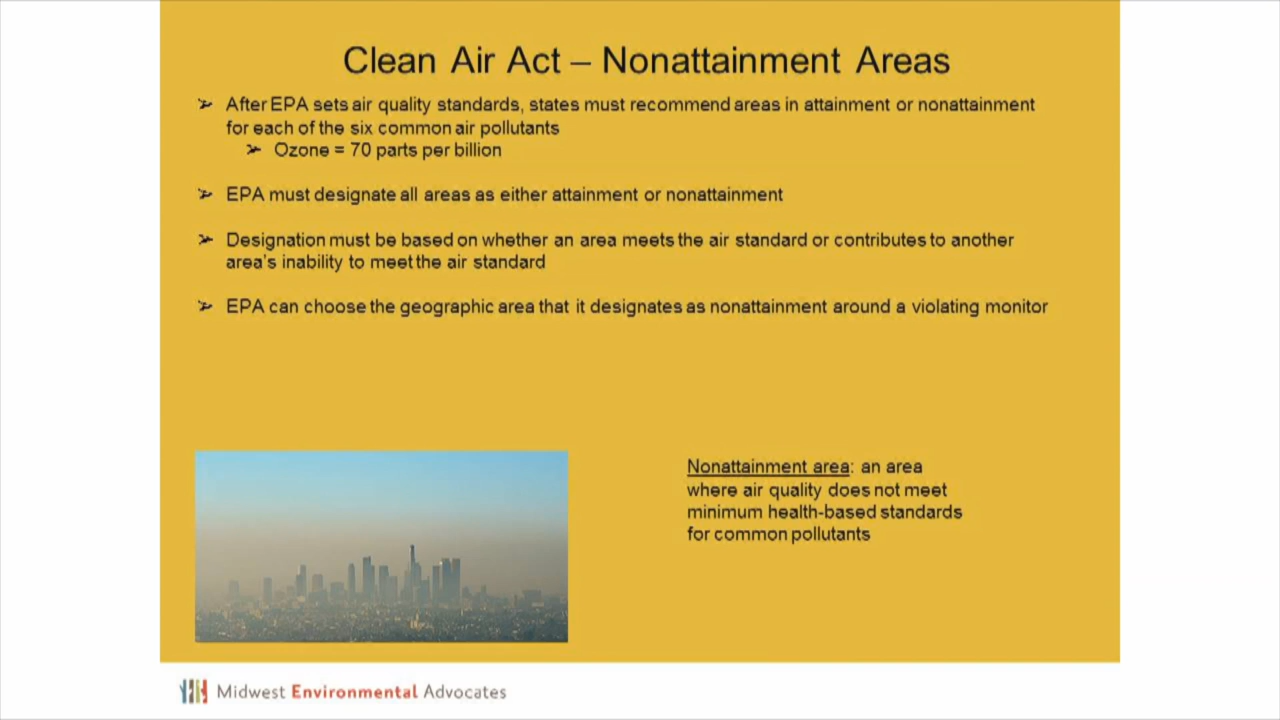 Clean Air Act – Nonattainment Areas
➢ After EPA sets air quality standards, states must recommend areas in attainment or nonattainment
for each of the six common air pollutants
➢ Ozone = 70 parts per billion
➢ EPA must designate all areas as either attainment or nonattainment
➢ Designation must be based on whether an area meets the air standard or contributes to another
area's inability to meet the air standard
➢ EPA can choose the geographic area that it designates as nonattainment around a violating monitor
Nonattainment area: an area
where air quality does not meet
minimum health-based standards
for common pollutants
Midwest Environmental Advocates